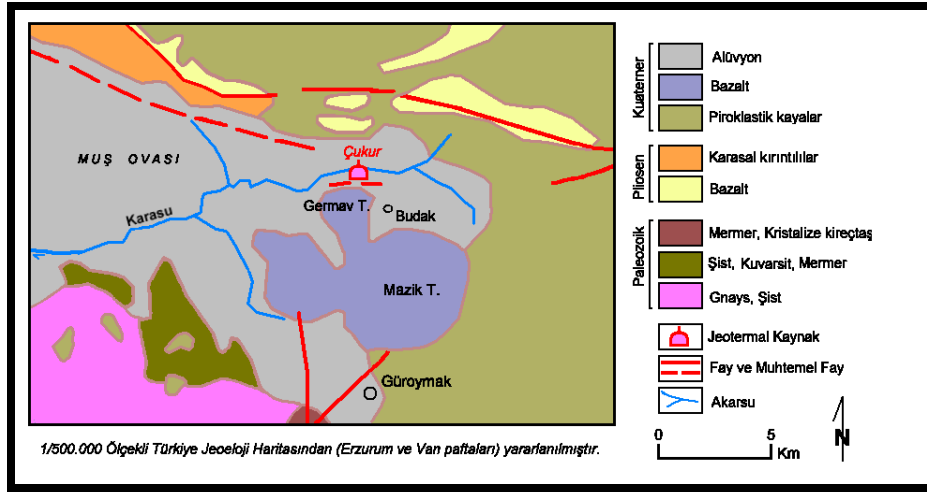 MUŞ OVASI
Karasu
Çukur
Germav T.
Budak
Mazik T.
Güroymak
Kuaterner
Alüvyon
Bazalt
Piroklastik kayalar
Pliosen
Karasal kırıntılılar
Bazalt
Paleozoik
Mermer, Kristalize kireçtaş
Şist, Kuvarsit, Mermer
Gnays, Şist
Jeotermal Kaynak
Fay ve Muhtemel Fay
Akarsu
0 5
Km
N
1/500.000 Ölçekli Türkiye Jeoeloji Haritasından (Erzurum ve Van paftaları) yararlanılmıştır.